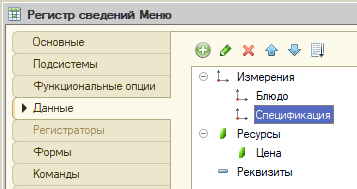 Регистр сведений Меню
Основные
Подсистемы
Функциональные опции
Данные
Регистраторы
Формы
Команды
Измерения
Блюдо
Спецификация
Ресурсы
Цена
Реквизиты